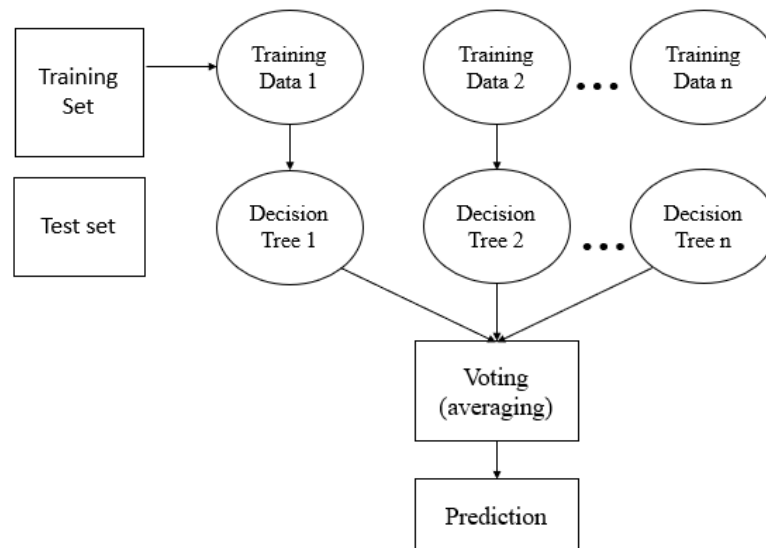 Training
Set
Training
Data 1
Training
Data 2
...
Training
Data n
Test set
Decision
Tree 1
Decision
Tree 2
...
Decision
Tree n
Voting
(averaging)
Prediction